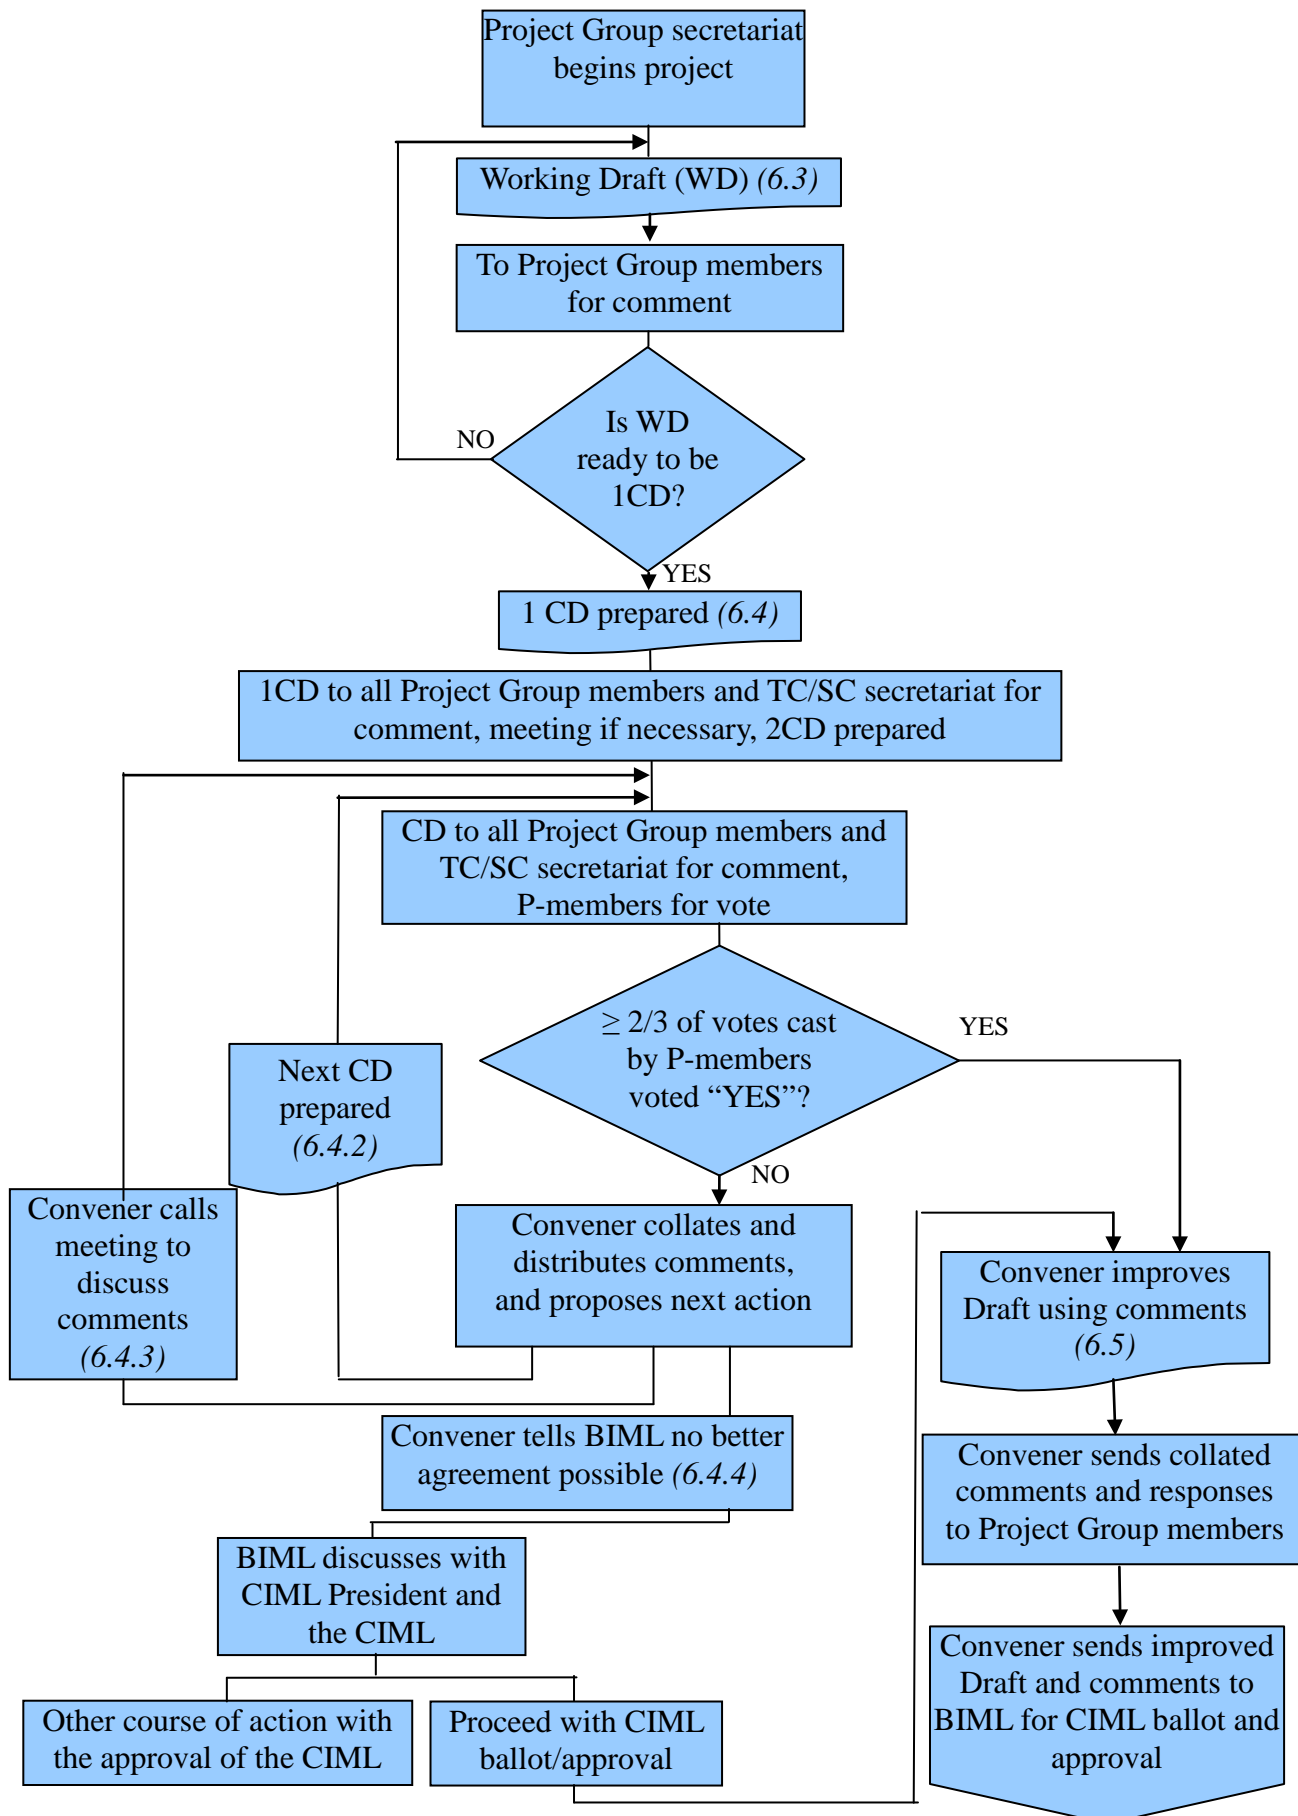 Project Group secretariat
begins project
Working Draft (WD) (6.3)
To Project Group members
for comment
Is WD
ready to be
1CD?
NO
YES
1 CD prepared (6.4)
1CD to all Project Group members and TC/SC secretariat for
comment, meeting if necessary, 2CD prepared
CD to all Project Group members and
TC/SC secretariat for comment,
P-members for vote
≥ 2/3 of votes cast
by P-members
voted “YES”?
YES
NO
Next CD
prepared
(6.4.2)
Convener calls
meeting to
discuss
comments
(6.4.3)
Convener collates and
distributes comments,
and proposes next action
Convener improves
Draft using comments
(6.5)
Convener tells BIML no better
agreement possible (6.4.4)
Convener sends collated
comments and responses
to Project Group members
BIML discusses with
CIML President and
the CIML
Other course of action with
the approval of the CIML
Proceed with CIML
ballot/approval
Convener sends improved
Draft and comments to
BIML for CIML ballot and
approval